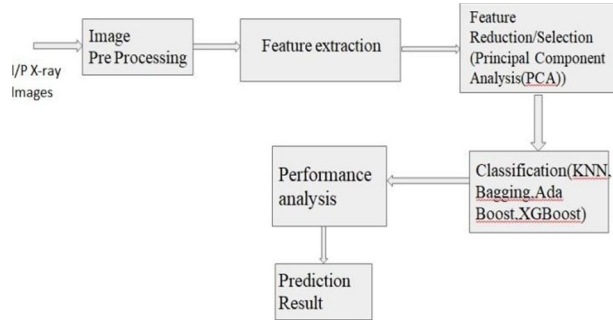 I/P X-ray
Images
Image
Pre Processing
Feature extraction
Feature
Reduction/Selection
(Principal Component
Analysis(PCA))
Classification(KNN,
Bagging,Ada
Boost,XGBoost)
Performance
analysis
Prediction
Result